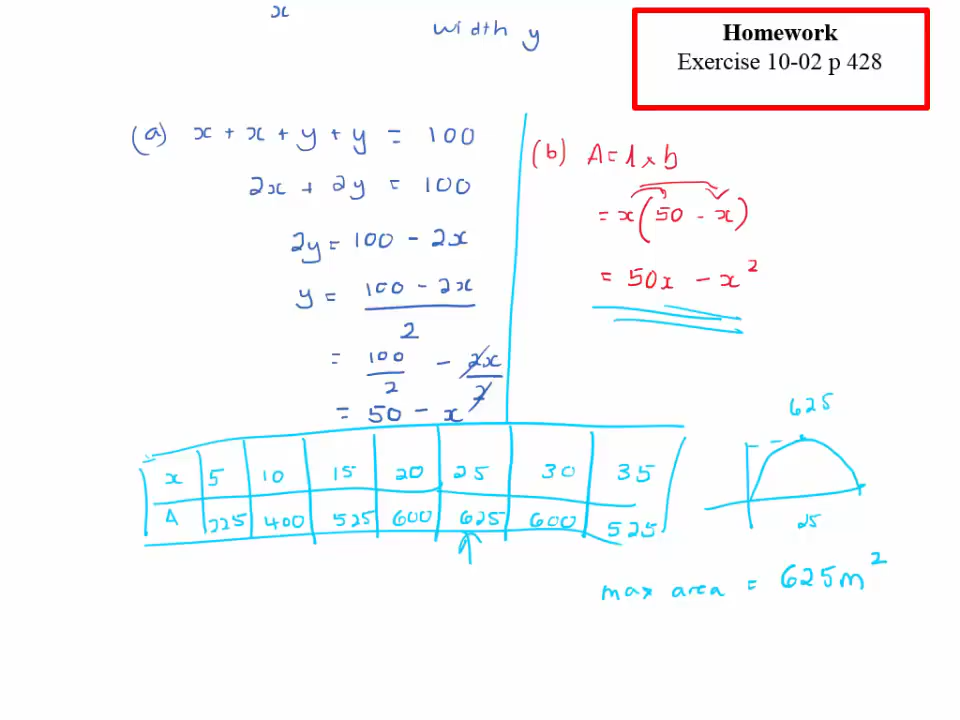 x
width y
Homework
Exercise 10-02 p 428
(a) x + x + y + y = 100
2x + 2y = 100
2y = 100 - 2x
y = 100 - 2x
2
= 100/2 - 2x/2
= 50 - x
(b) A = l x b
= x(50 - x)
= 50x - x²
x 5 10 15 20 25 30 35
A 225 400 525 600 625 600 525
625
25
max area = 625m²